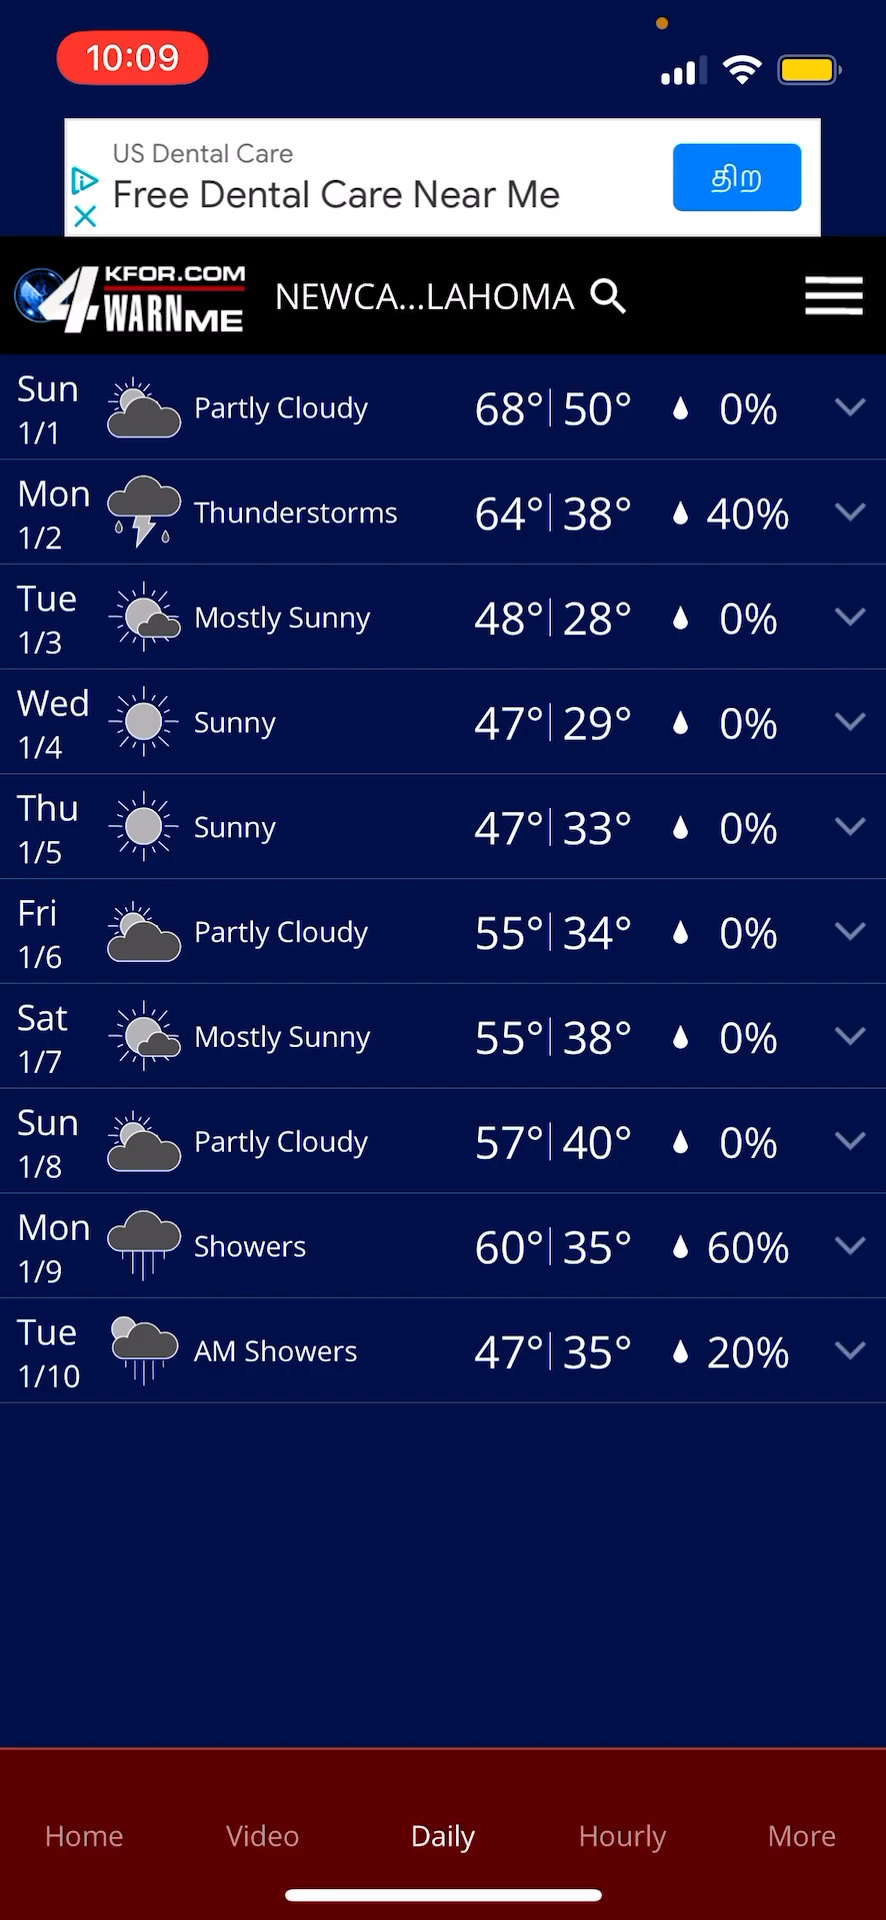 10:09
US Dental Care
Free Dental Care Near Me
திற
4 KFOR.COM
WARN ME
NEWCA...LAHOMA
Sun 1/1 Partly Cloudy 68° 50° 0%
Mon 1/2 Thunderstorms 64° 38° 40%
Tue 1/3 Mostly Sunny 48° 28° 0%
Wed 1/4 Sunny 47° 29° 0%
Thu 1/5 Sunny 47° 33° 0%
Fri 1/6 Partly Cloudy 55° 34° 0%
Sat 1/7 Mostly Sunny 55° 38° 0%
Sun 1/8 Partly Cloudy 57° 40° 0%
Mon 1/9 Showers 60° 35° 60%
Tue 1/10 AM Showers 47° 35° 20%
Home Video Daily Hourly More